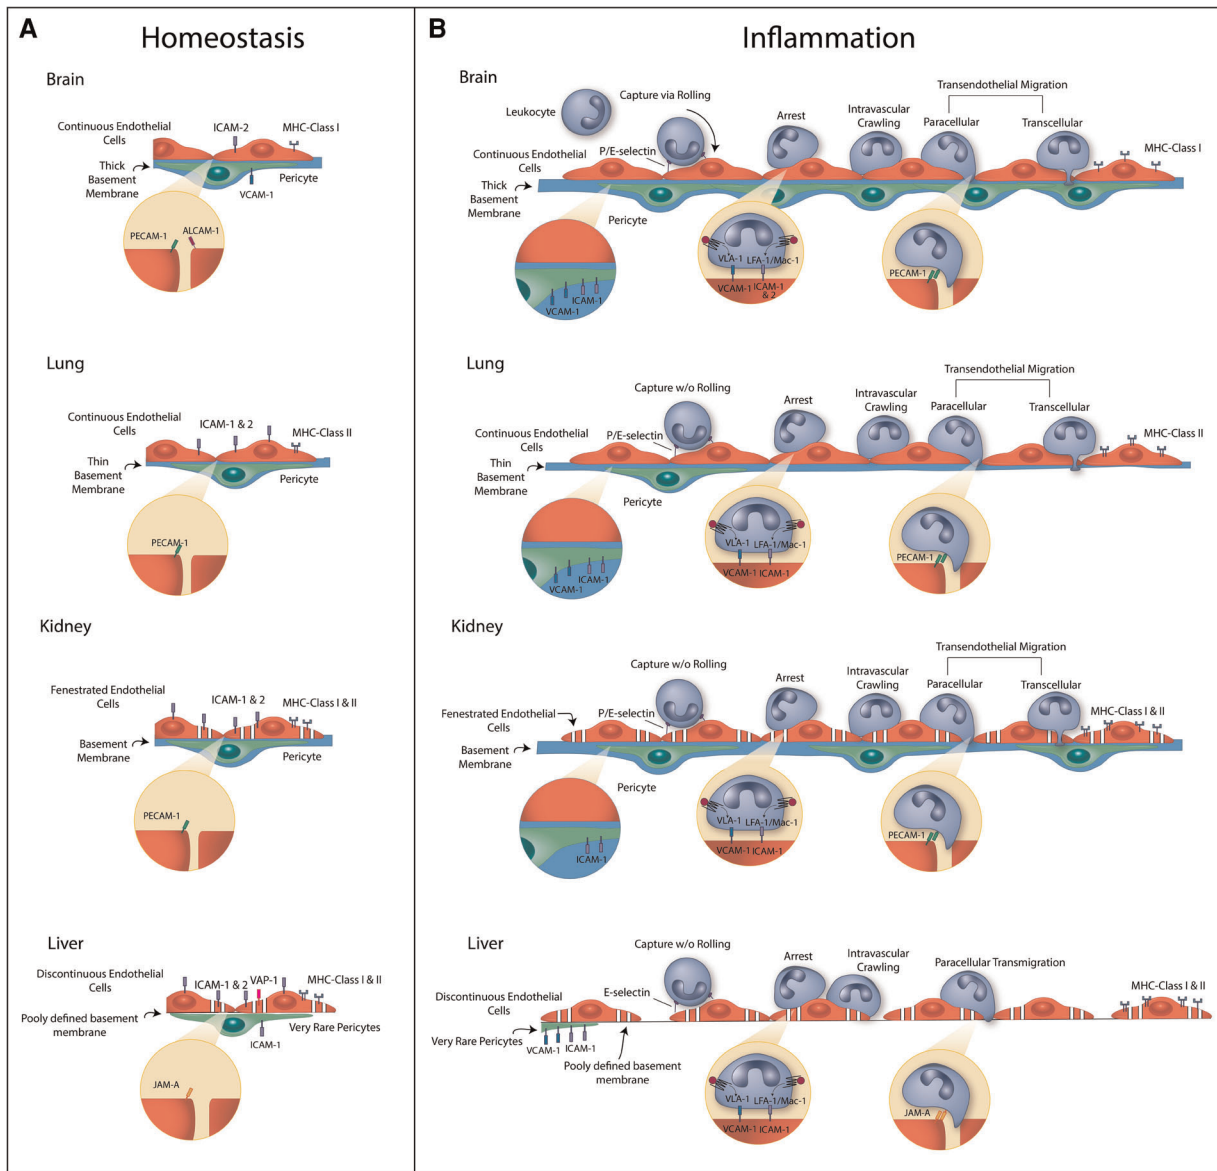 A
Homeostasis
Brain
Continuous Endothelial
Cells
ICAM-2
MHC-Class I
Thick
Basement
Membrane
Pericyte
VCAM-1
PECAM-1
ALCAM-1
Lung
Continuous Endothelial
Cells
ICAM-1 & 2
MHC-Class II
Thin
Basement
Membrane
Pericyte
PECAM-1
Kidney
Fenestrated Endothelial
Cells
ICAM-1 & 2
MHC-Class I & II
Basement
Membrane
Pericyte
PECAM-1
Liver
Discontinuous Endothelial
Cells
ICAM-1 & 2
VAP-1
MHC-Class I & II
Pooly defined basement
membrane
Very Rare Pericytes
ICAM-1
JAM-A
B
Inflammation
Brain
Leukocyte
Capture via Rolling
Arrest
Intravascular
Crawling
Transendothelial Migration
Paracellular
Transcellular
MHC-Class I
P/E-selectin
Continuous Endothelial
Cells
Thick
Basement
Membrane
Pericyte
VCAM-1
ICAM-1
VLA-1
LFA-1/Mac-1
VCAM-1
ICAM-1
& 2
PECAM-1
Lung
Capture w/o Rolling
Arrest
Intravascular
Crawling
Transendothelial Migration
Paracellular
Transcellular
MHC-Class II
P/E-selectin
Continuous Endothelial
Cells
Thin
Basement
Membrane
Pericyte
VCAM-1
ICAM-1
VLA-1
LFA-1/Mac-1
VCAM-1
ICAM-1
PECAM-1
Kidney
Capture w/o Rolling
Arrest
Intravascular
Crawling
Transendothelial Migration
Paracellular
Transcellular
MHC-Class I & II
P/E-selectin
Fenestrated Endothelial
Cells
Basement
Membrane
Pericyte
ICAM-1
VLA-1
LFA-1/Mac-1
VCAM-1
ICAM-1
PECAM-1
Liver
Capture w/o Rolling
Arrest
Intravascular
Crawling
Paracellular Transmigration
MHC-Class I & II
E-selectin
Discontinuous Endothelial
Cells
Very Rare Pericytes
VCAM-1
ICAM-1
Pooly defined basement
membrane
VLA-1
LFA-1/Mac-1
VCAM-1
ICAM-1
JAM-A